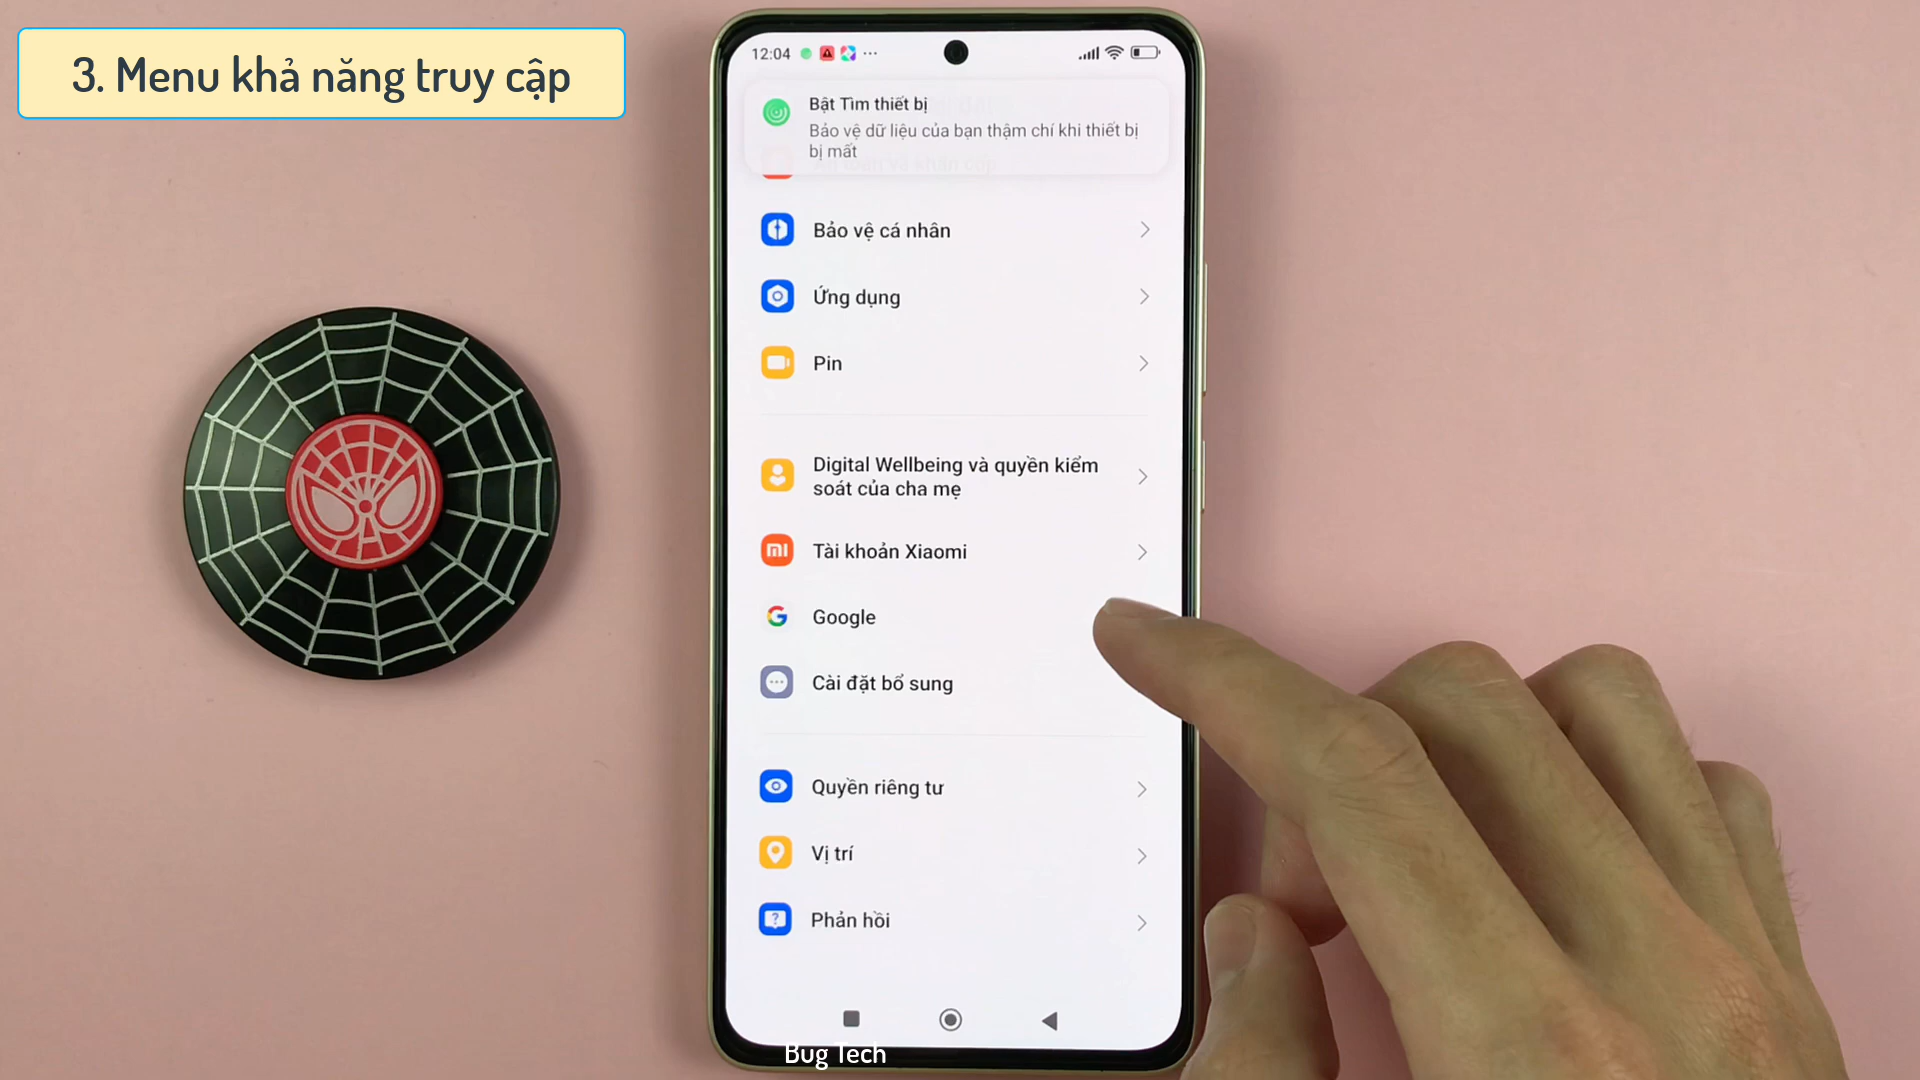 3. Menu khả năng truy cập
12:04
Bật Tìm thiết bị
Bảo vệ dữ liệu của bạn thậm chí khi thiết bị
bị mất
Bảo vệ cá nhân
Ứng dụng
Pin
Digital Wellbeing và quyền kiểm
soát của cha mẹ
Tài khoản Xiaomi
Google
Cài đặt bổ sung
Quyền riêng tư
Vị trí
Phản hồi
Bug Tech